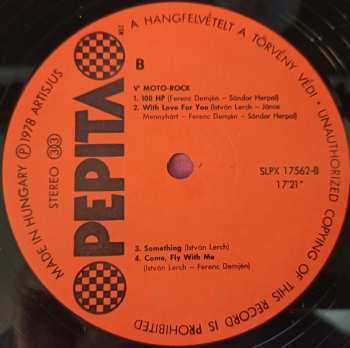 A HANGFELVÉTELT A TÖRVÉNY VÉDI · UNAUTHORIZED COPYING OF THIS RECORD IS PROHIBITED
MADE IN HUNGARY Ⓟ 1978 ARTISJUS
STEREO 33
PEPITA
B
V' MOTO-ROCK
1. 100 HP (Ferenc Demjén – Sándor Herpai)
2. With Love For You (István Lerch – János
Menyhárt – Ferenc Demjén – Sándor Herpai)
SLPX 17562-B
17'21"
3. Something (István Lerch)
4. Come, Fly With Me
(István Lerch – Ferenc Demjén)